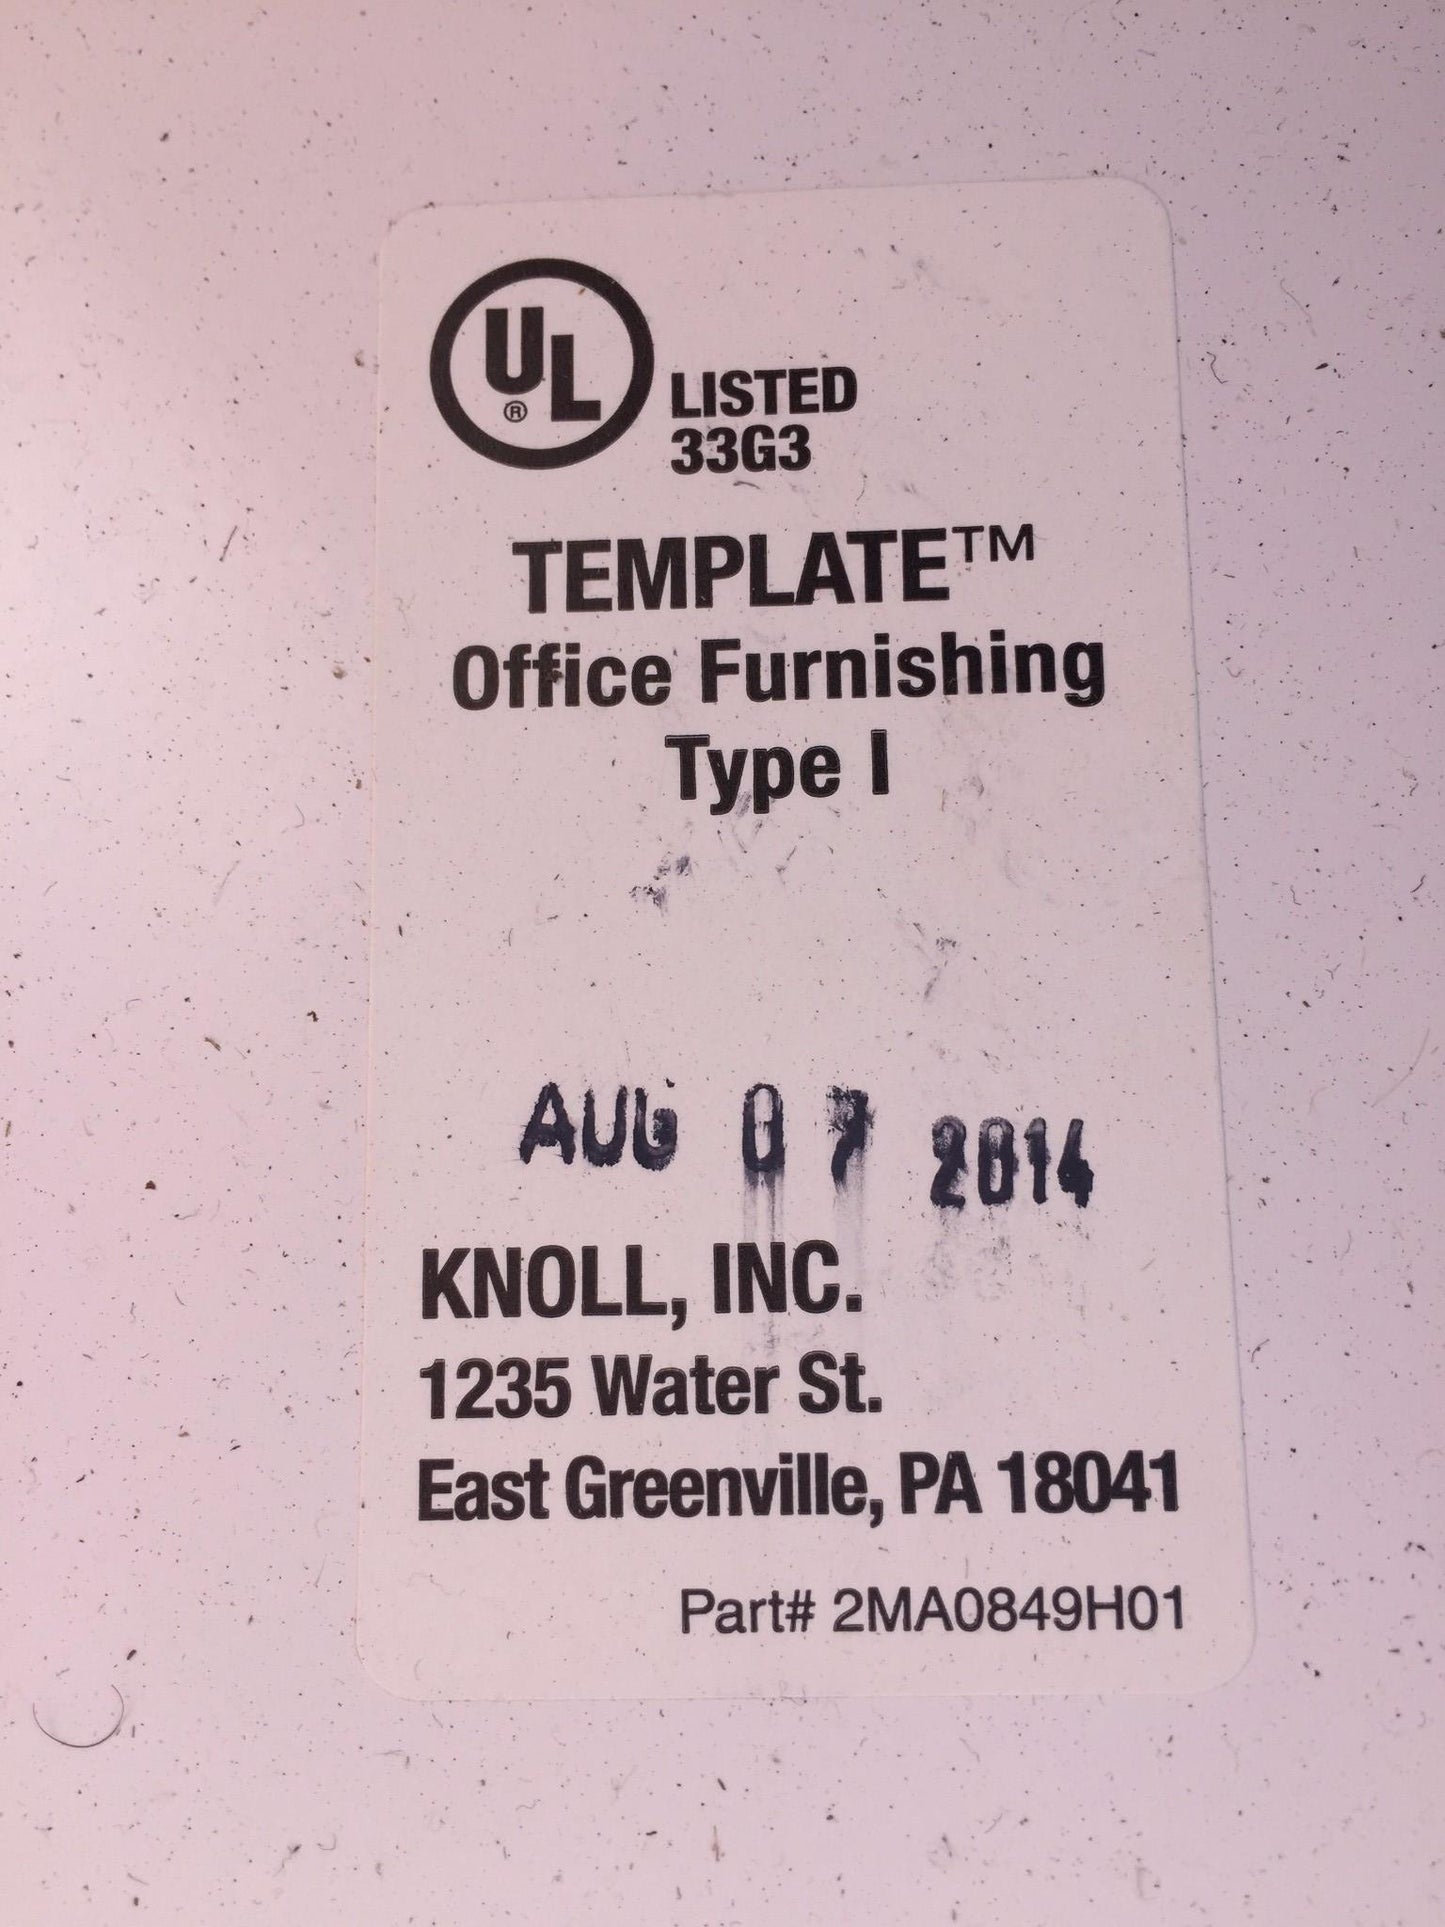 UL
®
LISTED
33G3
TEMPLATE™
Office Furnishing
Type I
AUG 07 2014
KNOLL, INC.
1235 Water St.
East Greenville, PA 18041
Part# 2MA0849H01